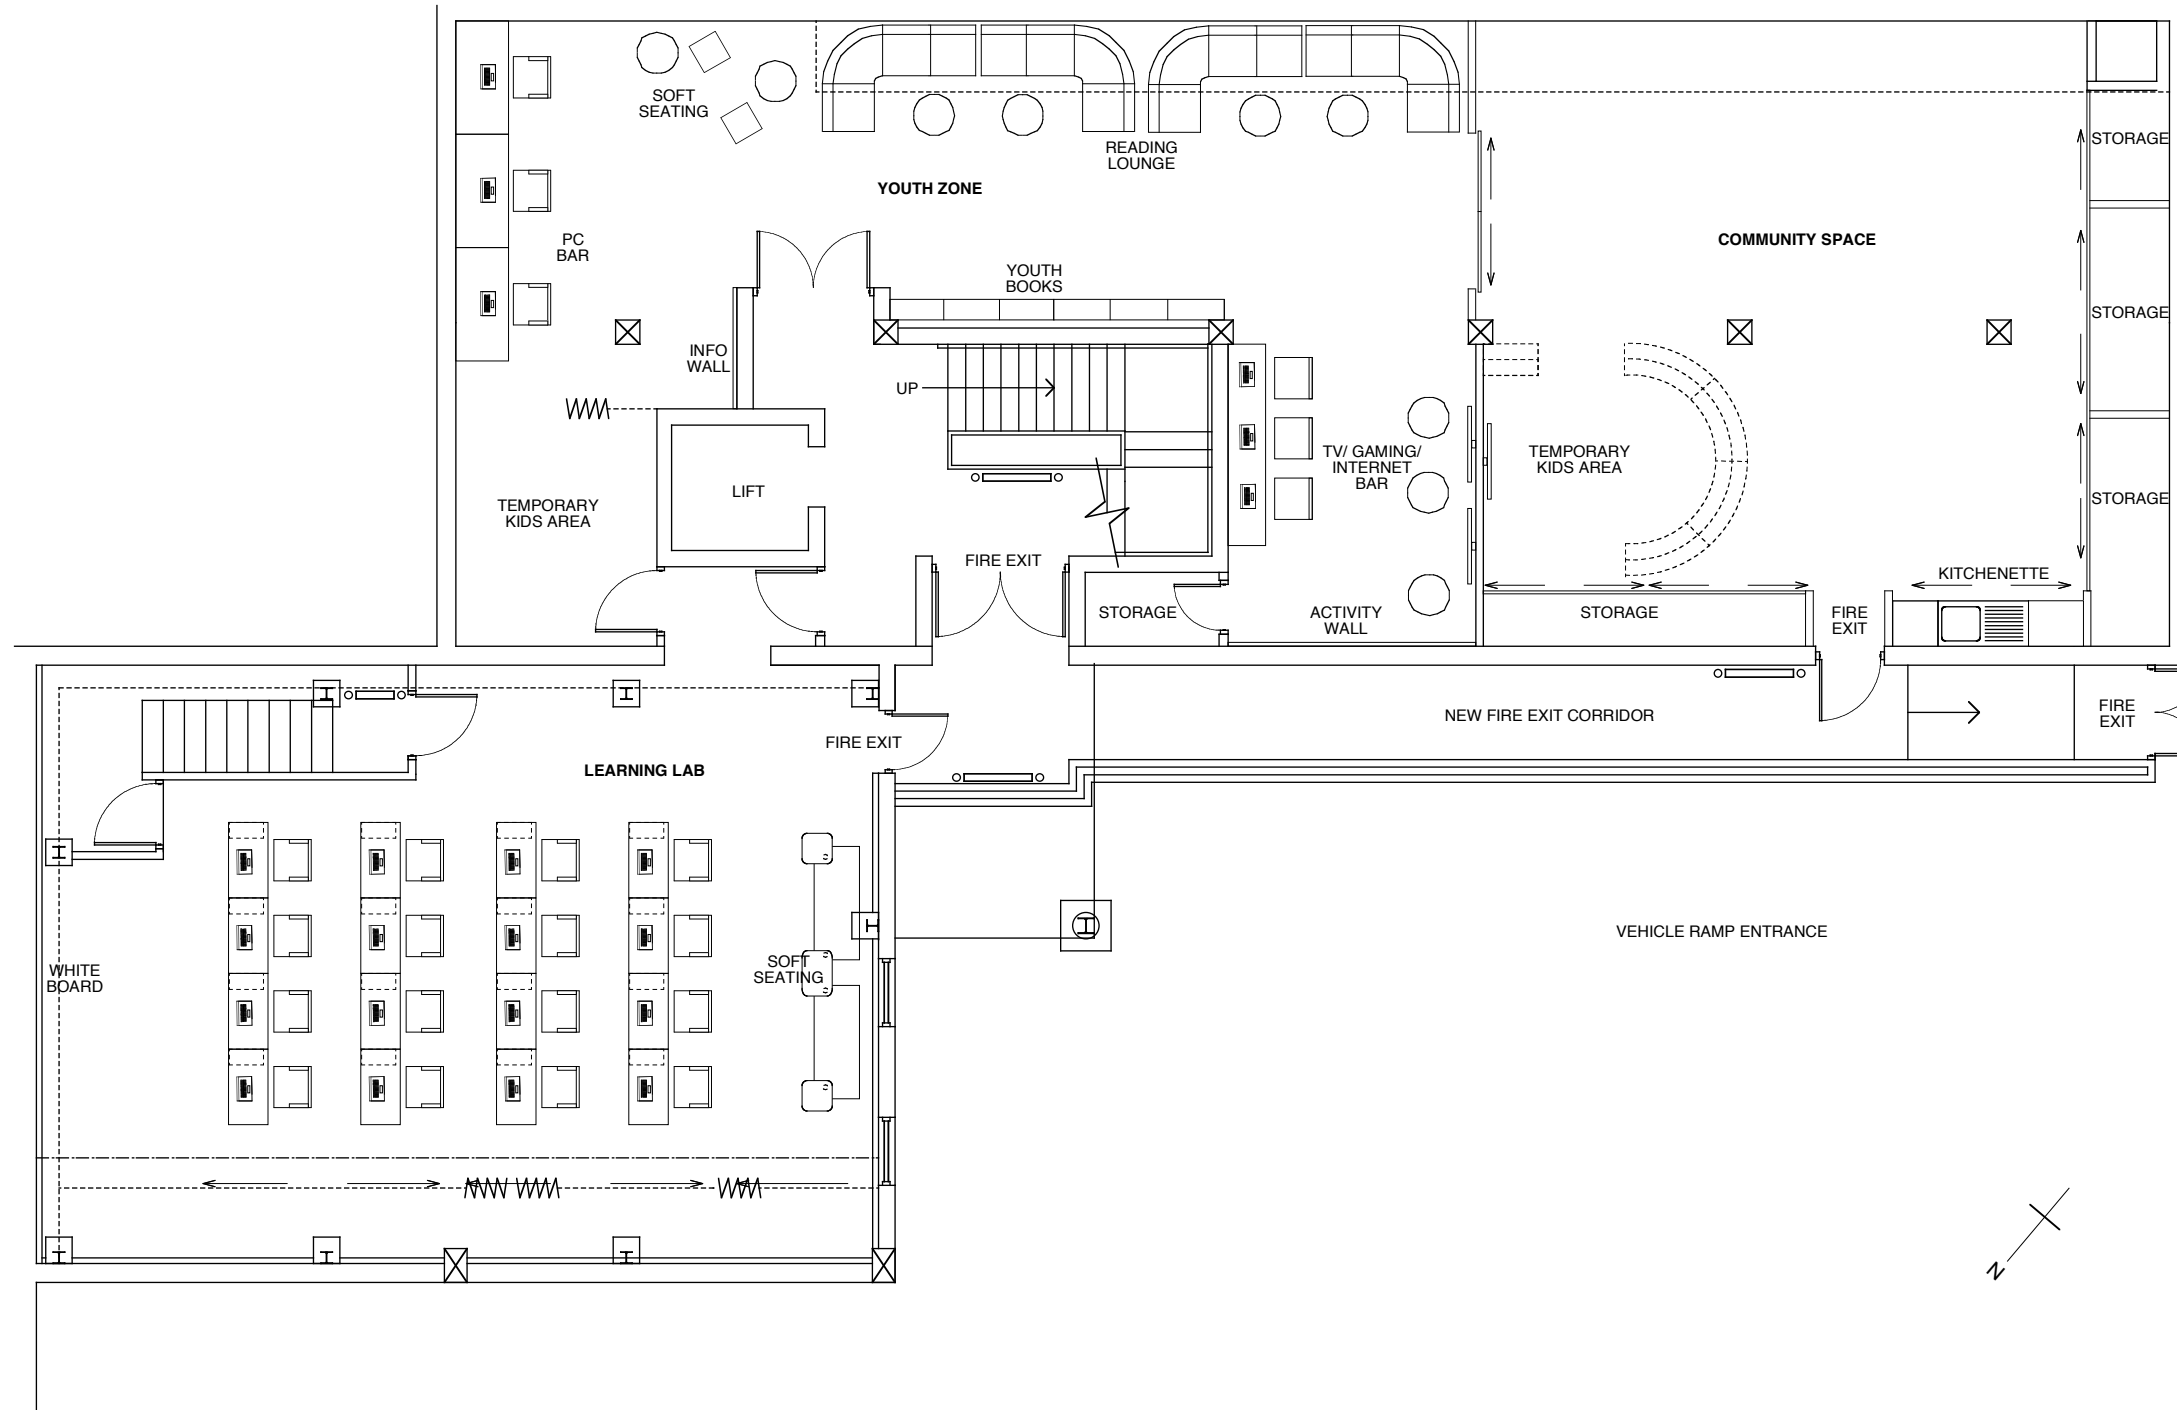 SOFT
SEATING
READING
LOUNGE
YOUTH ZONE
STORAGE
COMMUNITY SPACE
PC
BAR
YOUTH
BOOKS
STORAGE
INFO
WALL
UP
TV/ GAMING/
INTERNET
BAR
TEMPORARY
KIDS AREA
LIFT
STORAGE
TEMPORARY
KIDS AREA
FIRE EXIT
KITCHENETTE
STORAGE
ACTIVITY
WALL
STORAGE
FIRE
EXIT
NEW FIRE EXIT CORRIDOR
FIRE
EXIT
FIRE EXIT
LEARNING LAB
VEHICLE RAMP ENTRANCE
WHITE
BOARD
SOFT
SEATING
N